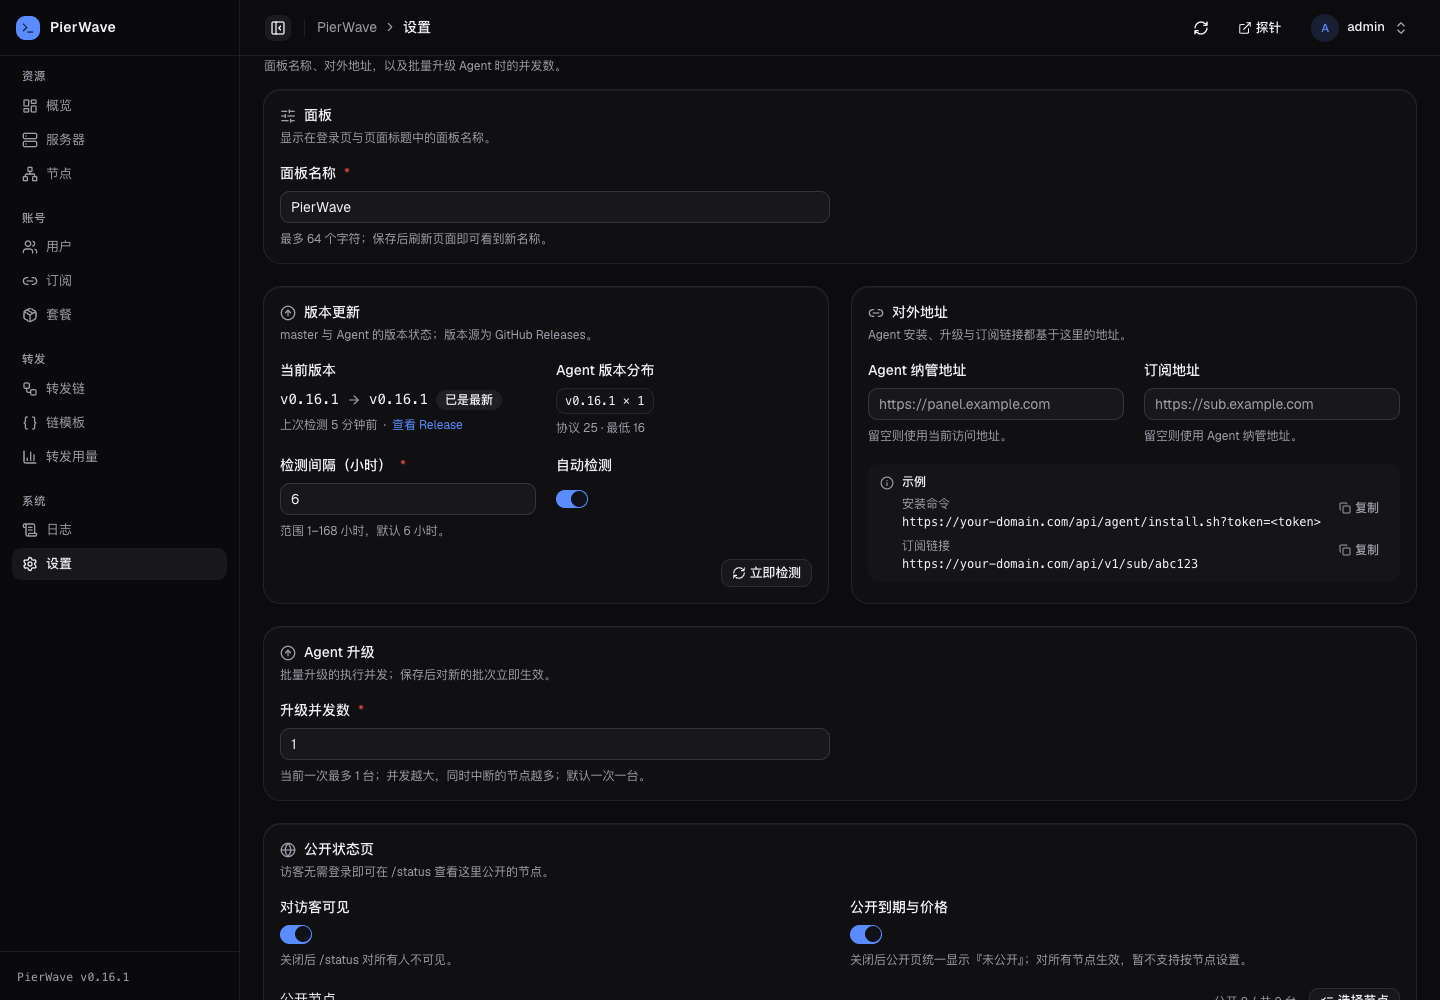 PierWave
PierWave
设置
探针
A
admin
资源
概览
服务器
节点
账号
用户
订阅
套餐
转发
转发链
链模板
转发用量
系统
日志
设置
PierWave v0.16.1
面板名称、对外地址，以及批量升级 Agent 时的并发数。
面板
显示在登录页与页面标题中的面板名称。
面板名称 *
PierWave
最多 64 个字符；保存后刷新页面即可看到新名称。
版本更新
master 与 Agent 的版本状态；版本源为 GitHub Releases。
当前版本
v0.16.1 → v0.16.1 已是最新
上次检测 5 分钟前 · 查看 Release
Agent 版本分布
v0.16.1 × 1
协议 25 · 最低 16
检测间隔（小时） *
6
范围 1–168 小时，默认 6 小时。
自动检测
立即检测
对外地址
Agent 安装、升级与订阅链接都基于这里的地址。
Agent 纳管地址
https://panel.example.com
留空则使用当前访问地址。
订阅地址
https://sub.example.com
留空则使用 Agent 纳管地址。
示例
安装命令
https://your-domain.com/api/agent/install.sh?token=<token>
复制
订阅链接
https://your-domain.com/api/v1/sub/abc123
复制
Agent 升级
批量升级的执行并发；保存后对新的批次立即生效。
升级并发数 *
1
当前一次最多 1 台；并发越大，同时中断的节点越多；默认一次一台。
公开状态页
访客无需登录即可在 /status 查看这里公开的节点。
对访客可见
关闭后 /status 对所有人不可见。
公开到期与价格
关闭后公开页统一显示『未公开』；对所有节点生效，暂不支持按节点设置。
公开节点
选择节点